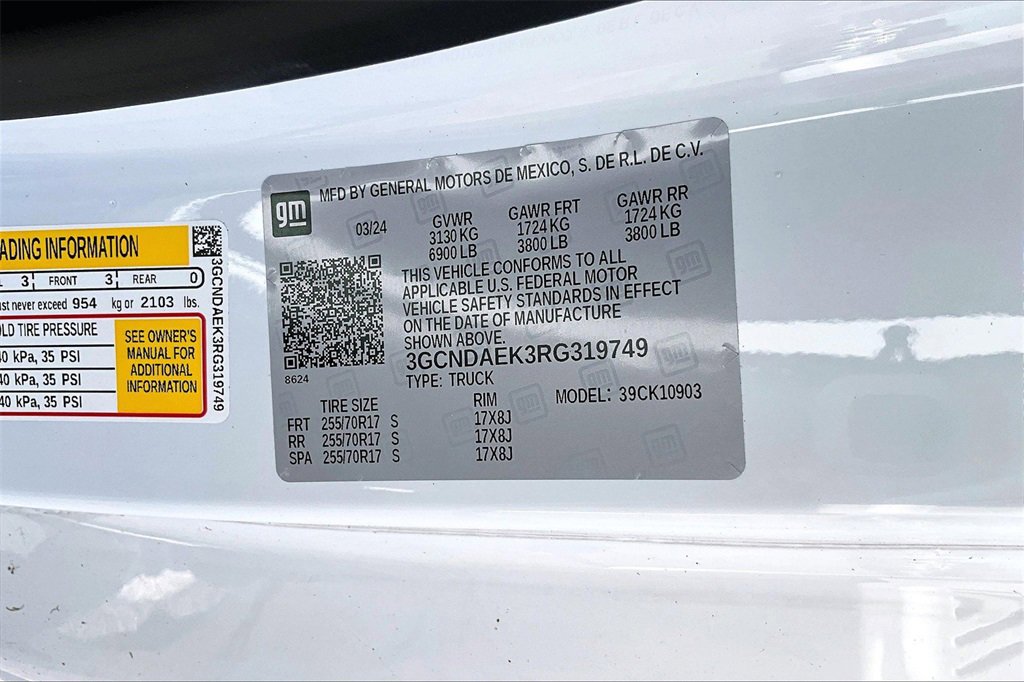 ADING INFORMATION
3 FRONT 3 REAR 0
ust never exceed 954 kg or 2103 lbs.
OLD TIRE PRESSURE
40 kPa, 35 PSI
40 kPa, 35 PSI
40 kPa, 35 PSI
SEE OWNER'S
MANUAL FOR
ADDITIONAL
INFORMATION
3GCNDAEK3RG319749
gm
MFD BY GENERAL MOTORS DE MEXICO, S. DE R.L. DE C.V.
03/24
GVWR
3130 KG
6900 LB
GAWR FRT
1724 KG
3800 LB
GAWR RR
1724 KG
3800 LB
THIS VEHICLE CONFORMS TO ALL
APPLICABLE U.S. FEDERAL MOTOR
VEHICLE SAFETY STANDARDS IN EFFECT
ON THE DATE OF MANUFACTURE
SHOWN ABOVE.
3GCNDAEK3RG319749
8624
TYPE: TRUCK
MODEL: 39CK10903
TIRE SIZE RIM
FRT 255/70R17 S 17X8J
RR 255/70R17 S 17X8J
SPA 255/70R17 S 17X8J